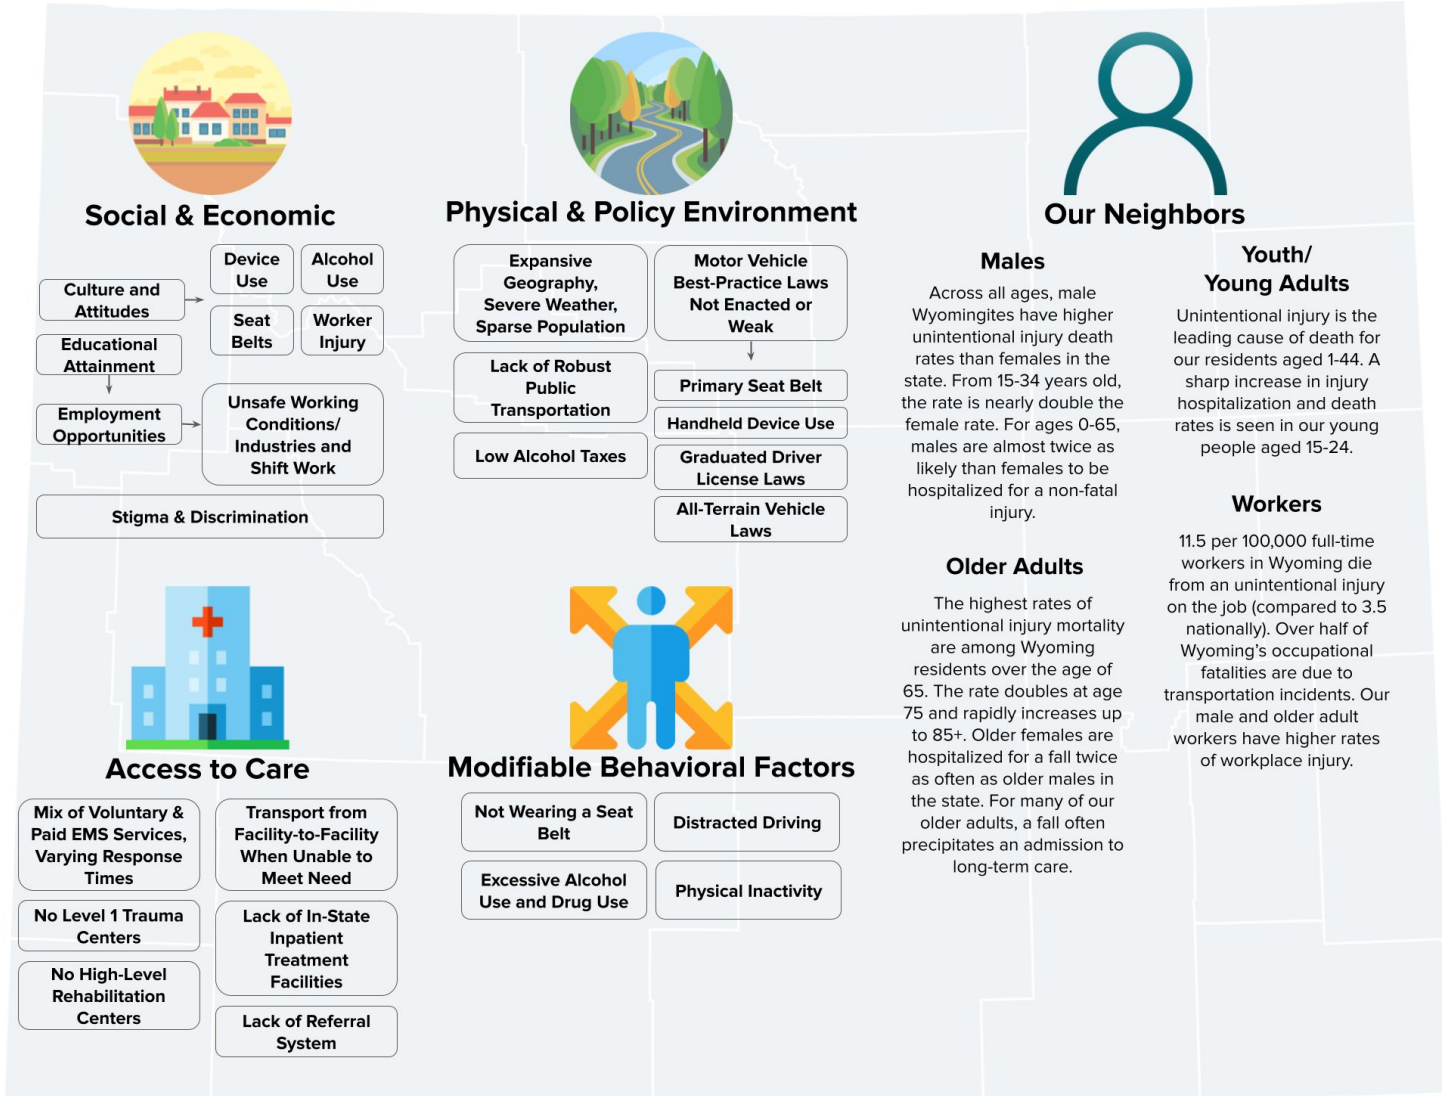 Social & Economic
Culture and
Attitudes
Device
Use
Alcohol
Use
Seat
Belts
Worker
Injury
Educational
Attainment
Employment
Opportunities
Unsafe Working
Conditions/
Industries and
Shift Work
Stigma & Discrimination
Physical & Policy Environment
Expansive
Geography,
Severe Weather,
Sparse Population
Lack of Robust
Public
Transportation
Low Alcohol Taxes
Motor Vehicle
Best-Practice Laws
Not Enacted or
Weak
Primary Seat Belt
Handheld Device Use
Graduated Driver
License Laws
All-Terrain Vehicle
Laws
Our Neighbors
Males
Across all ages, male
Wyomingites have higher
unintentional injury death
rates than females in the
state. From 15-34 years old,
the rate is nearly double the
female rate. For ages 0-65,
males are almost twice as
likely than females to be
hospitalized for a non-fatal
injury.
Older Adults
The highest rates of
unintentional injury mortality
are among Wyoming
residents over the age of
65. The rate doubles at age
75 and rapidly increases up
to 85+. Older females are
hospitalized for a fall twice
as often as older males in
the state. For many of our
older adults, a fall often
precipitates an admission to
long-term care.
Youth/
Young Adults
Unintentional injury is the
leading cause of death for
our residents aged 1-44. A
sharp increase in injury
hospitalization and death
rates is seen in our young
people aged 15-24.
Workers
11.5 per 100,000 full-time
workers in Wyoming die
from an unintentional injury
on the job (compared to 3.5
nationally). Over half of
Wyoming's occupational
fatalities are due to
transportation incidents. Our
male and older adult
workers have higher rates
of workplace injury.
Access to Care
Mix of Voluntary &
Paid EMS Services,
Varying Response
Times
No Level 1 Trauma
Centers
No High-Level
Rehabilitation
Centers
Transport from
Facility-to-Facility
When Unable to
Meet Need
Lack of In-State
Inpatient
Treatment
Facilities
Lack of Referral
System
Modifiable Behavioral Factors
Not Wearing a Seat
Belt
Distracted Driving
Excessive Alcohol
Use and Drug Use
Physical Inactivity